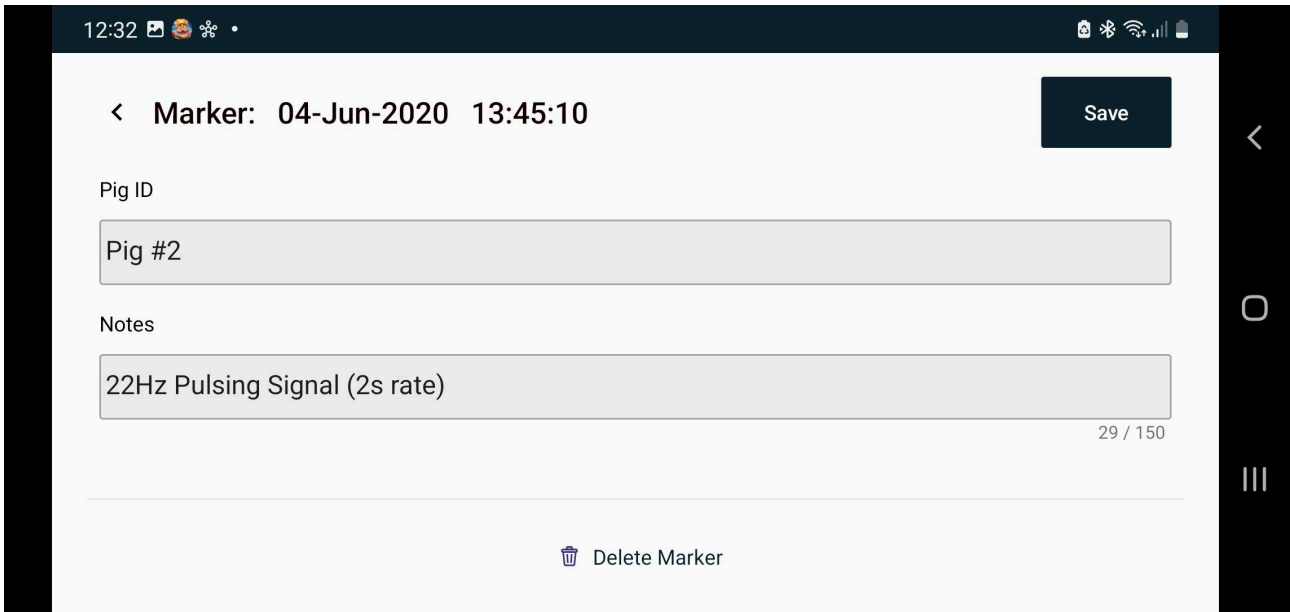 12:32
Marker: 04-Jun-2020 13:45:10
Save
Pig ID
Pig #2
Notes
22Hz Pulsing Signal (2s rate)
29 / 150
Delete Marker